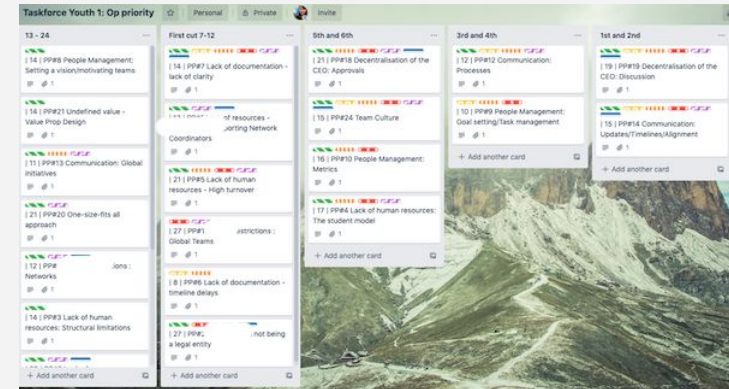 Taskforce Youth 1: Op priority
Personal
Private
Invite
13 - 24
| 14 | PP#8 People Management:
Setting a vision/motivating teams
1
| 14 | PP#21 Undefined value -
Value Prop Design
1
| 11 | PP#13 Communication: Global
Initiatives
1
| 21 | PP#20 One-size-fits all
approach
1
| 12 | PP#
ions :
Networks
1
| 14 | PP#3 Lack of human
resources: Structural limitations
1
+ Add another card
First cut 7-12
| 14 | PP#7 Lack of documentation -
lack of clarity
1
of resources -
porting Network
Coordinators
1
| 21 | PP#5 Lack of human
resources - High turnover
1
| 27 | PP#1
strictions :
Global Teams
1
| 8 | PP#6 Lack of documentation -
timeline delays
1
| 27 | PP#
not being
a legal entity
1
+ Add another card
5th and 6th
| 21 | PP#18 Decentralisation of the
CEO: Approvals
1
| 15 | PP#24 Team Culture
1
| 16 | PP#10 People Management:
Metrics
1
| 17 | PP#4 Lack of human resources:
The student model
1
+ Add another card
3rd and 4th
| 12 | PP#12 Communication:
Processes
1
| 10 | PP#9 People Management:
Goal setting/Task management
1
+ Add another card
1st and 2nd
| 19 | PP#19 Decentralisation of the
CEO: Discussion
1
| 15 | PP#14 Communication:
Updates/Timelines/Alignment
1
+ Add another card